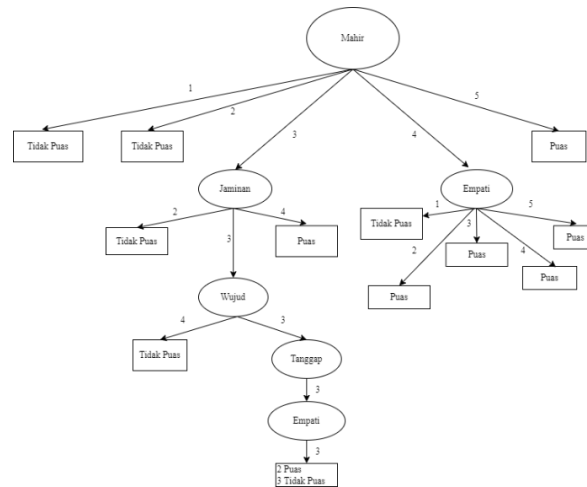 Mahir
1
2
3
4
5
Tidak Puas
Tidak Puas
Puas
Jaminan
Empati
2
3
4
1
2
3
4
5
Tidak Puas
Puas
Tidak Puas
Puas
Puas
Puas
Puas
Wujud
4
3
Tidak Puas
Tanggap
3
Empati
3
2 Puas
3 Tidak Puas